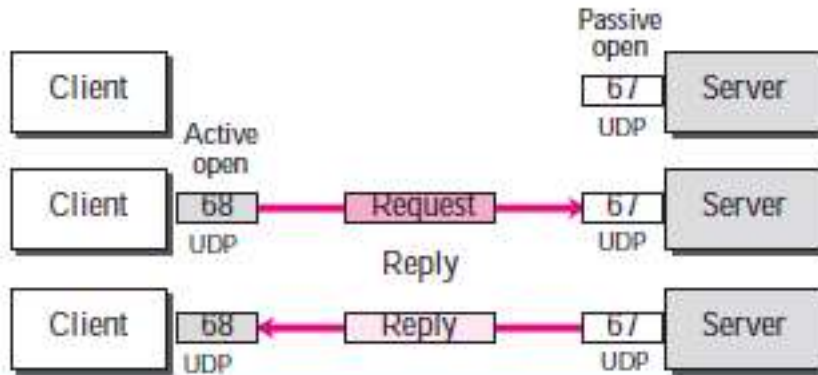 Passive
open
Client
67
Server
UDP
Active
open
Client
68
Request
67
Server
UDP
UDP
Reply
Client
68
Reply
67
Server
UDP
UDP